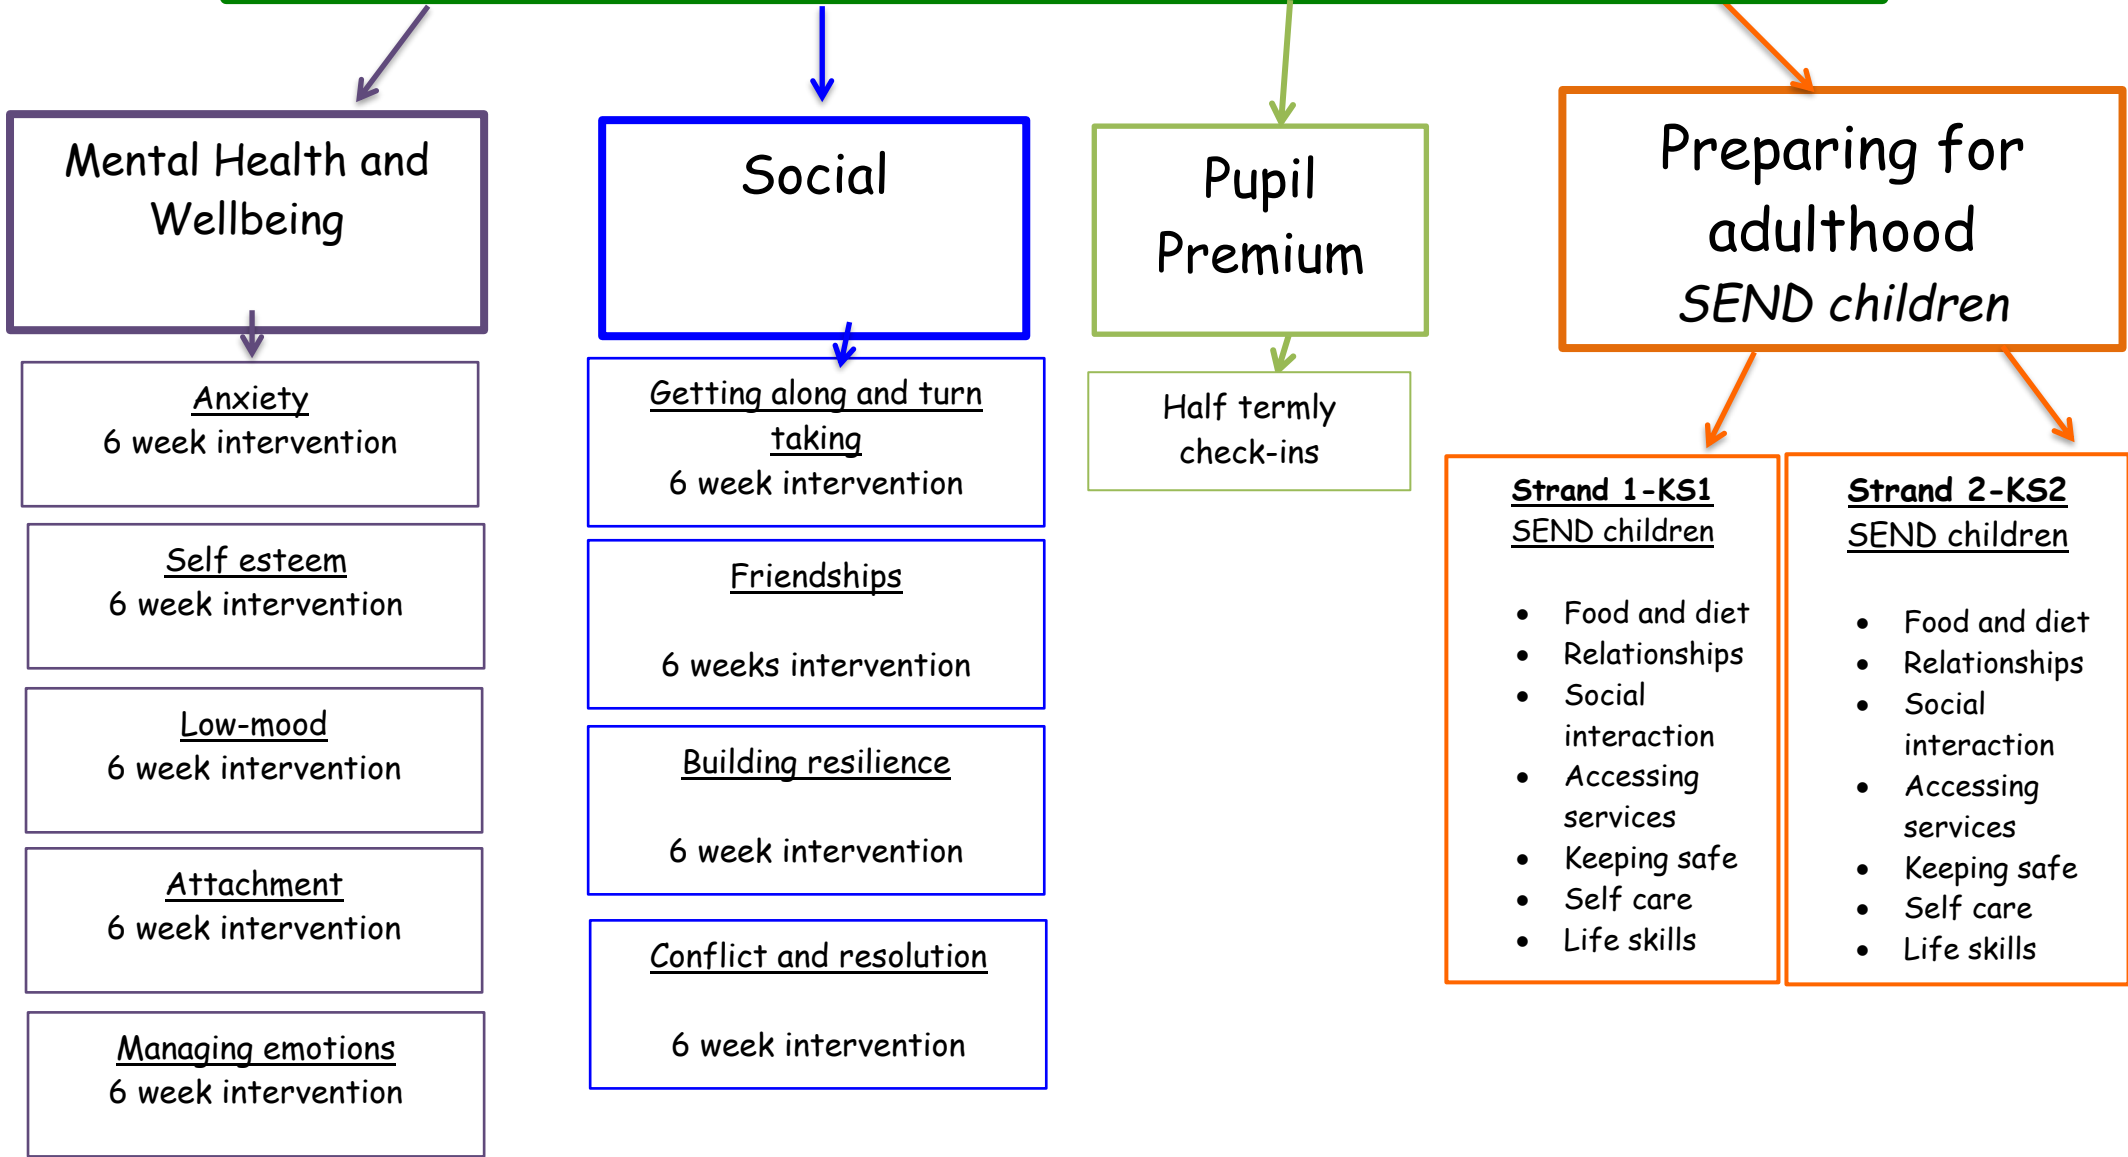 Mental Health and
Wellbeing
Anxiety
6 week intervention
Self esteem
6 week intervention
Low-mood
6 week intervention
Attachment
6 week intervention
Managing emotions
6 week intervention
Social
Getting along and turn
taking
6 week intervention
Friendships
6 weeks intervention
Building resilience
6 week intervention
Conflict and resolution
6 week intervention
Pupil
Premium
Half termly
check-ins
Preparing for
adulthood
SEND children
Strand 1-KS1
SEND children
• Food and diet
• Relationships
• Social
interaction
• Accessing
services
• Keeping safe
• Self care
• Life skills
Strand 2-KS2
SEND children
• Food and diet
• Relationships
• Social
interaction
• Accessing
services
• Keeping safe
• Self care
• Life skills